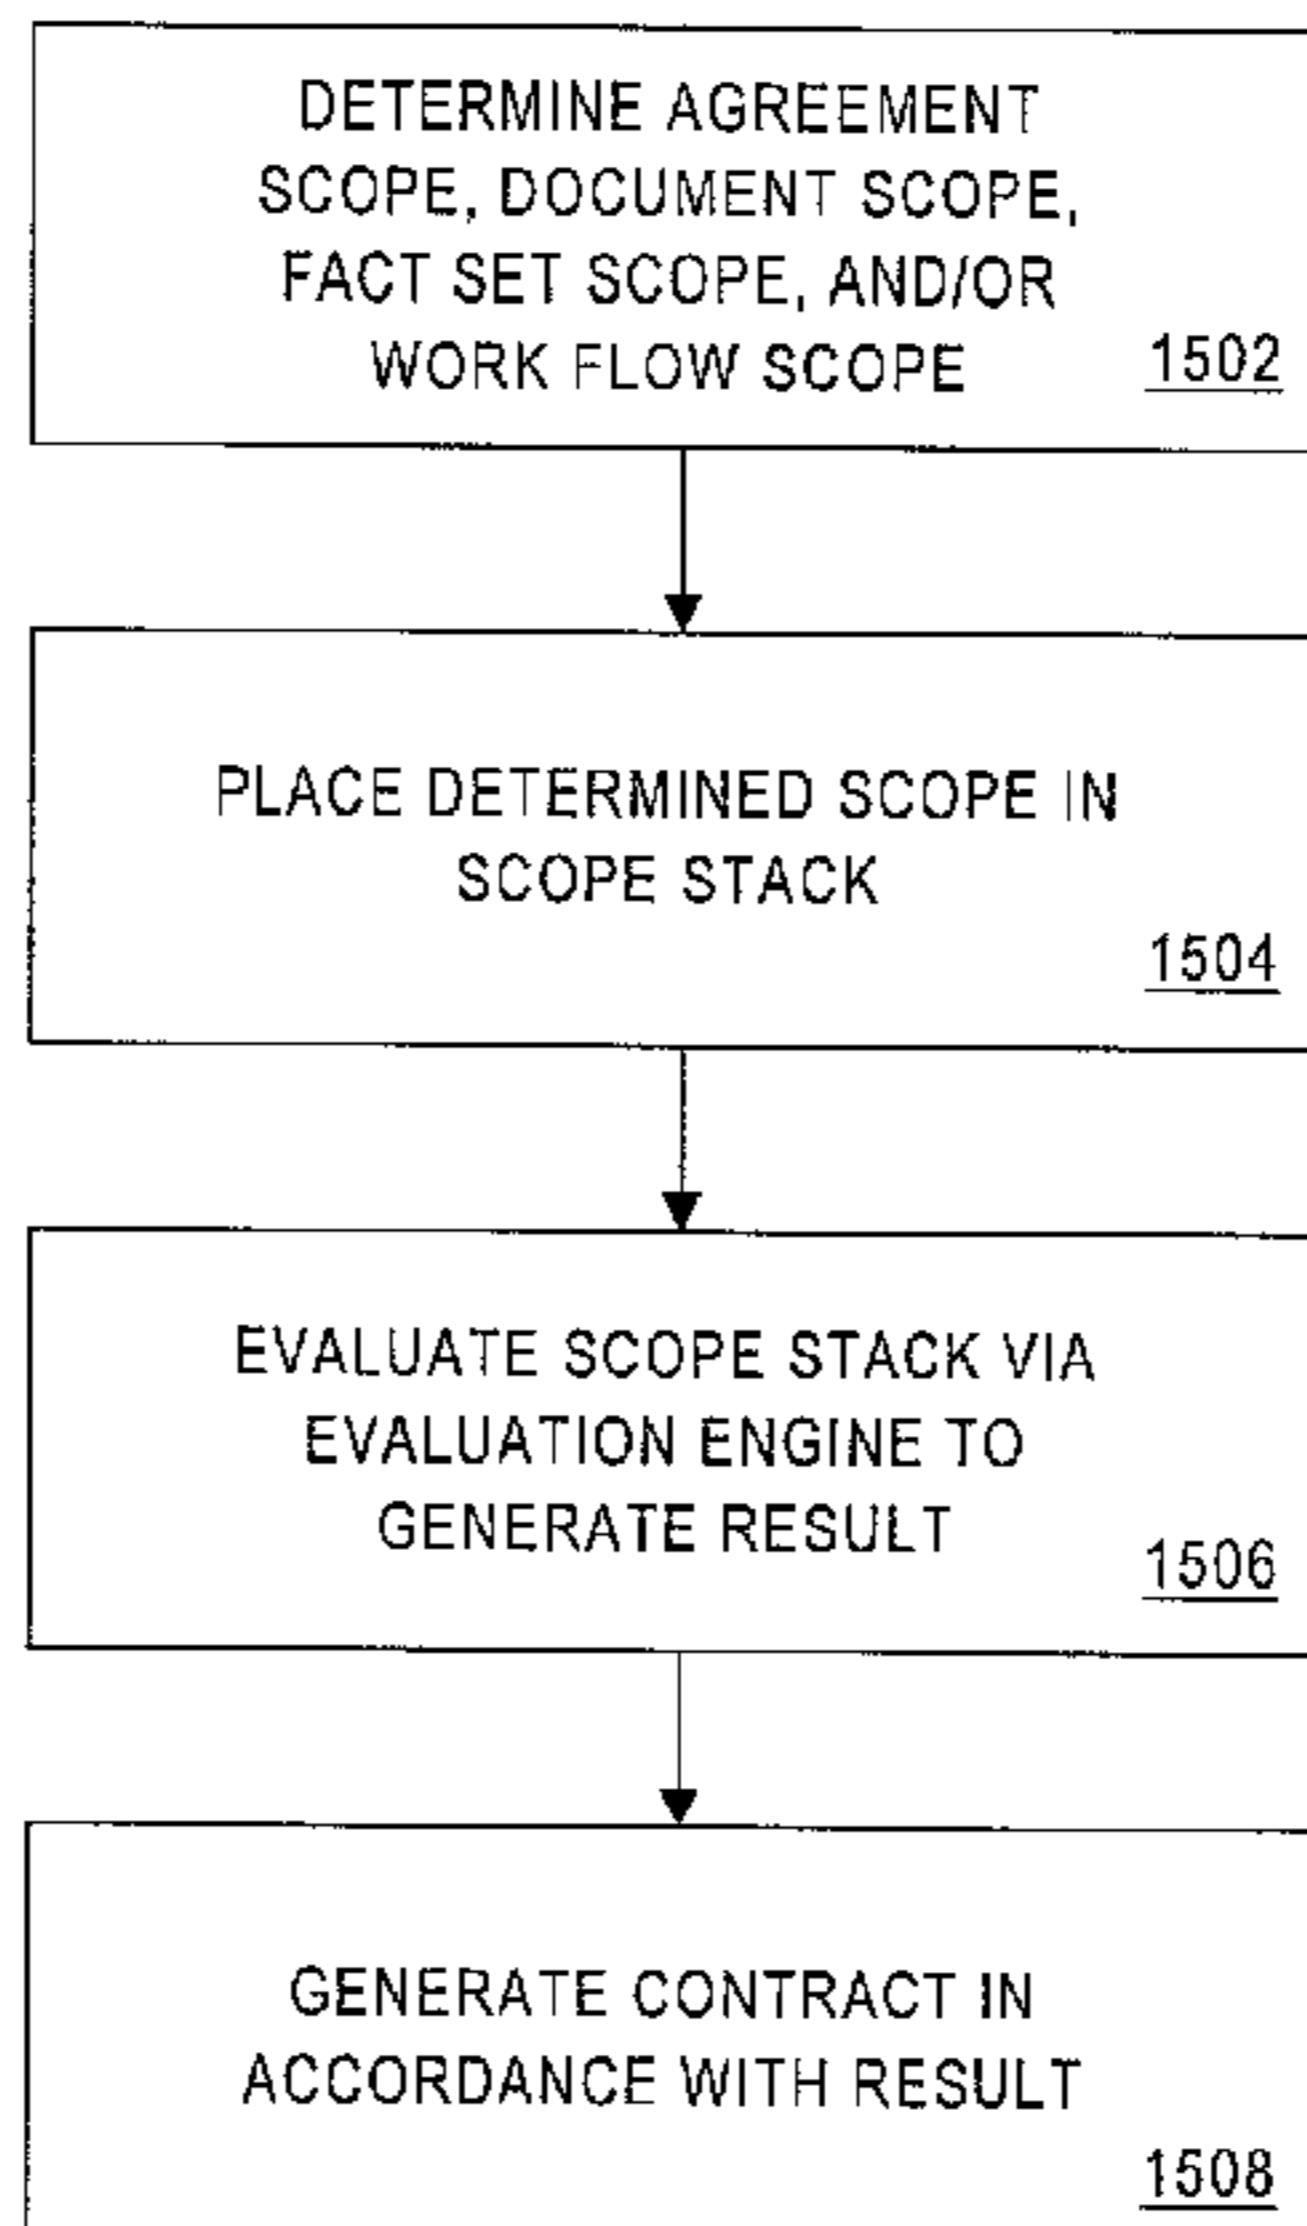 DETERMINE AGREEMENT
SCOPE, DOCUMENT SCOPE,
FACT SET SCOPE, AND/OR
WORK FLOW SCOPE
1502
PLACE DETERMINED SCOPE IN
SCOPE STACK
1504
EVALUATE SCOPE STACK VIA
EVALUATION ENGINE TO
GENERATE RESULT
1506
GENERATE CONTRACT IN
ACCORDANCE WITH RESULT
1508